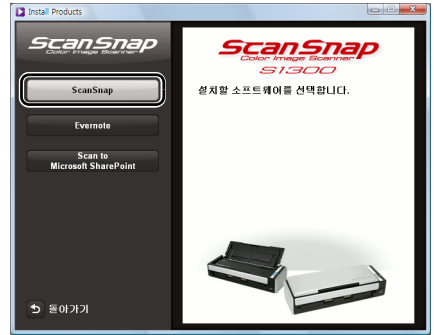 Install Products
ScanSnap
Color Image Scanner
ScanSnap
Evernote
Scan to
Microsoft SharePoint
돌아가기
ScanSnap
Color Image Scanner
S1300
설치할 소프트웨어를 선택합니다.